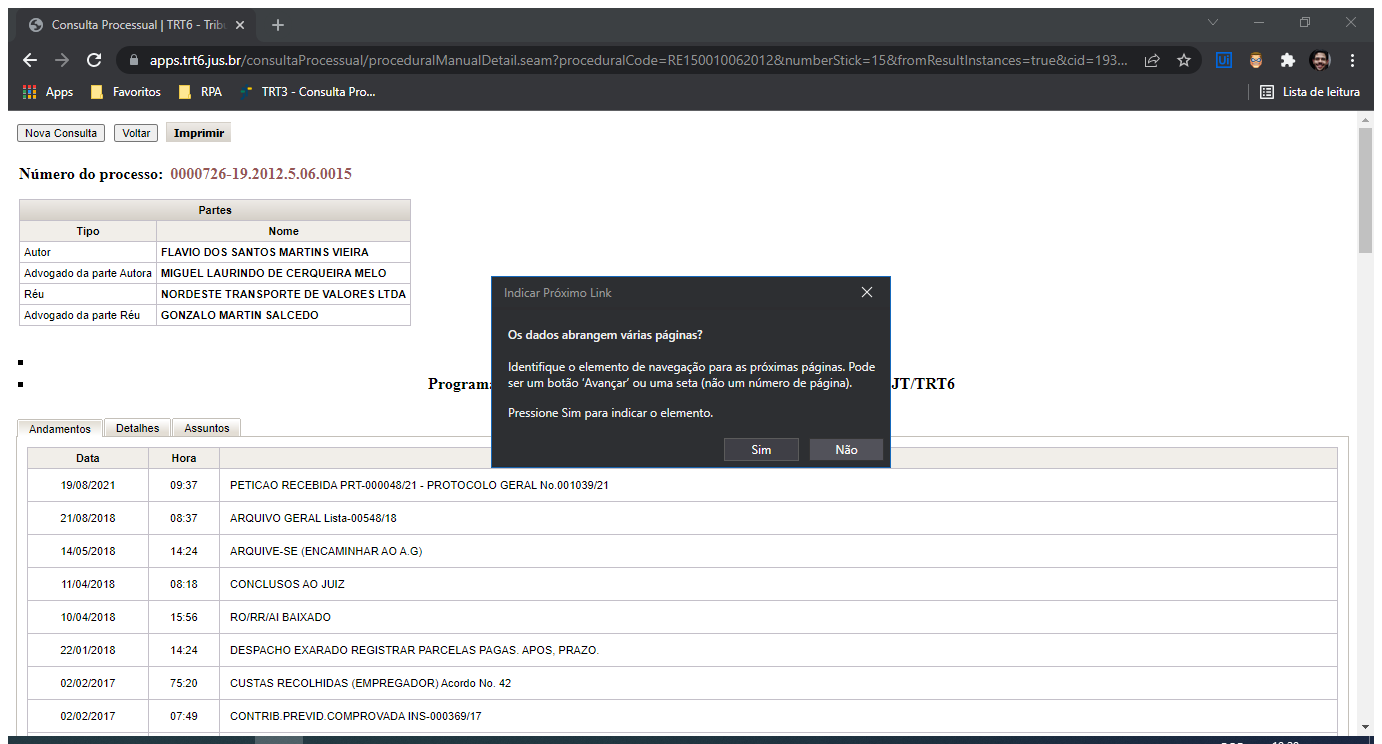 Consulta Processual | TRT6 - Tribu
apps.trt6.jus.br/consultaProcessual/proceduralManualDetail.seam?proceduralCode=RE150010062012&numberStick=15&fromResultInstances=true&cid=193...
Apps Favoritos RPA TRT3 - Consulta Pro... Lista de leitura
Nova Consulta Voltar Imprimir
Número do processo: 0000726-19.2012.5.06.0015
Partes
Tipo Nome
Autor FLAVIO DOS SANTOS MARTINS VIEIRA
Advogado da parte Autora MIGUEL LAURINDO DE CERQUEIRA MELO
Réu NORDESTE TRANSPORTE DE VALORES LTDA
Advogado da parte Réu GONZALO MARTIN SALCEDO
Indicar Próximo Link
Os dados abrangem várias páginas?
Identifique o elemento de navegação para as próximas páginas. Pode
ser um botão 'Avançar' ou uma seta (não um número de página).
Pressione Sim para indicar o elemento.
Sim Não
Programa JT/TRT6
Andamentos Detalhes Assuntos
Data Hora
19/08/2021 09:37 PETICAO RECEBIDA PRT-000048/21 - PROTOCOLO GERAL No.001039/21
21/08/2018 08:37 ARQUIVO GERAL Lista-00548/18
14/05/2018 14:24 ARQUIVE-SE (ENCAMINHAR AO A.G)
11/04/2018 08:18 CONCLUSOS AO JUIZ
10/04/2018 15:56 RO/RR/AI BAIXADO
22/01/2018 14:24 DESPACHO EXARADO REGISTRAR PARCELAS PAGAS. APOS, PRAZO.
02/02/2017 75:20 CUSTAS RECOLHIDAS (EMPREGADOR) Acordo No. 42
02/02/2017 07:49 CONTRIB.PREVID.COMPROVADA INS-000369/17